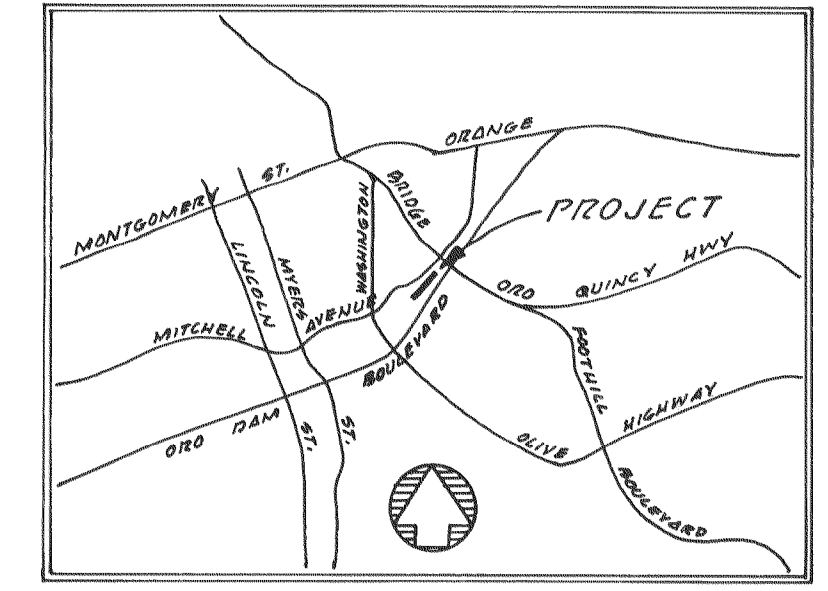 ORANGE
MONTGOMERY ST.
BRIDGE
WASHINGTON
PROJECT
LINCOLN ST.
MYERS ST.
ORO QUINCY HWY
MITCHELL AVENUE
FOOTHILL BOULEVARD
ORO DAM BOULEVARD
OLIVE HIGHWAY